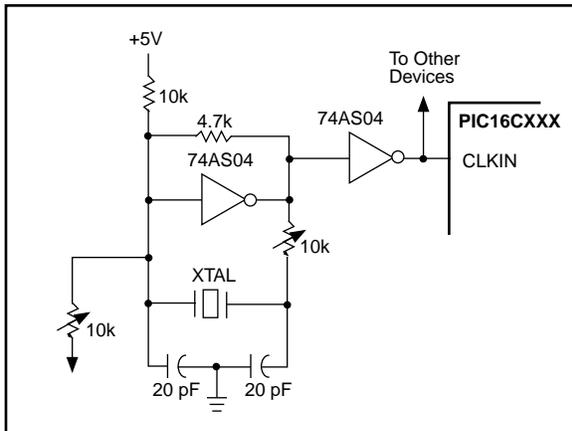 +5V
To Other
Devices
10k
4.7k
74AS04
PIC16CXXX
74AS04
CLKIN
10k
XTAL
10k
20 pF
20 pF